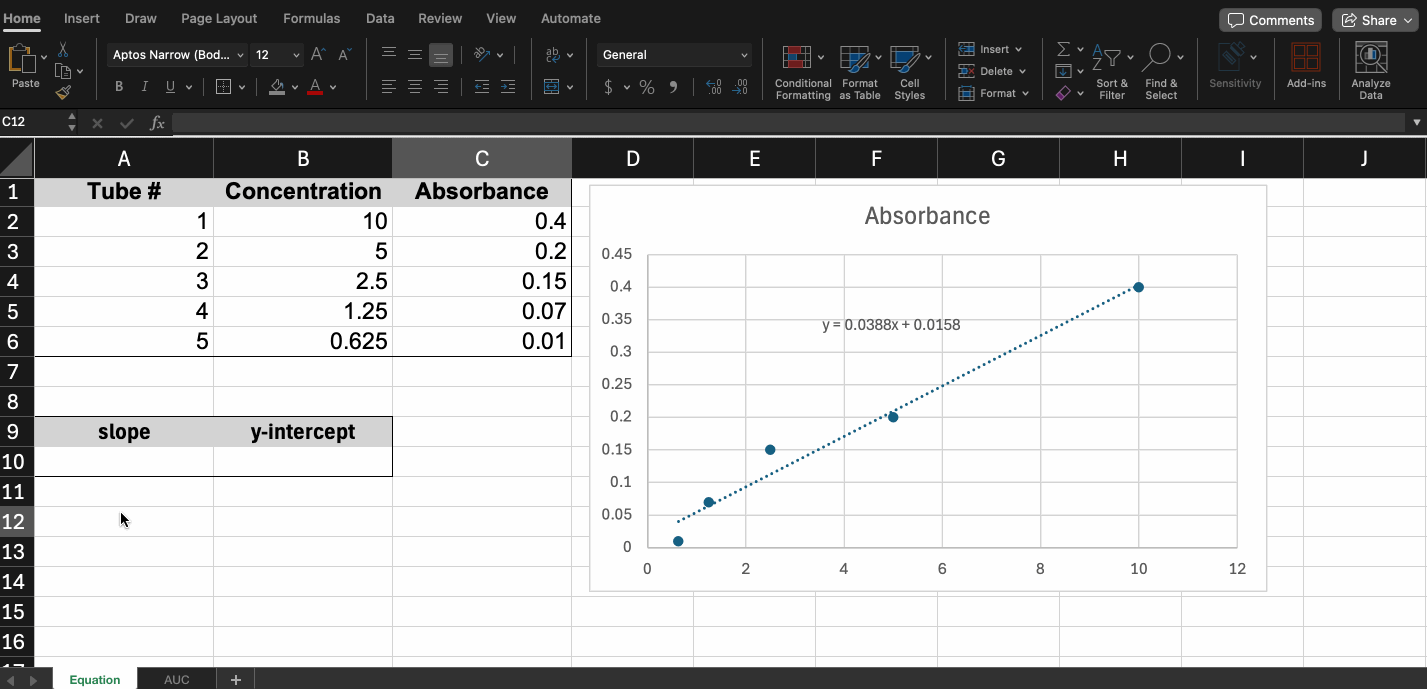 Home Insert Draw Page Layout Formulas Data Review View Automate Comments Share
Paste
Aptos Narrow (Bod... 12 A A
B I U A
ab
General
$ % 9 .00 .00
Conditional Formatting
Format as Table
Cell Styles
Insert
Delete
Format
Sort & Filter
Find & Select
Sensitivity
Add-ins
Analyze Data
C12 fx
A B C D E F G H I J
1 Tube # Concentration Absorbance
2 1 10 0.4
3 2 5 0.2
4 3 2.5 0.15
5 4 1.25 0.07
6 5 0.625 0.01
7
8
9 slope y-intercept
10
11
12
13
14
15
16
17
Absorbance
0.45
0.4
0.35
y = 0.0388x + 0.0158
0.3
0.25
0.2
0.15
0.1
0.05
0
0 2 4 6 8 10 12
Equation AUC +